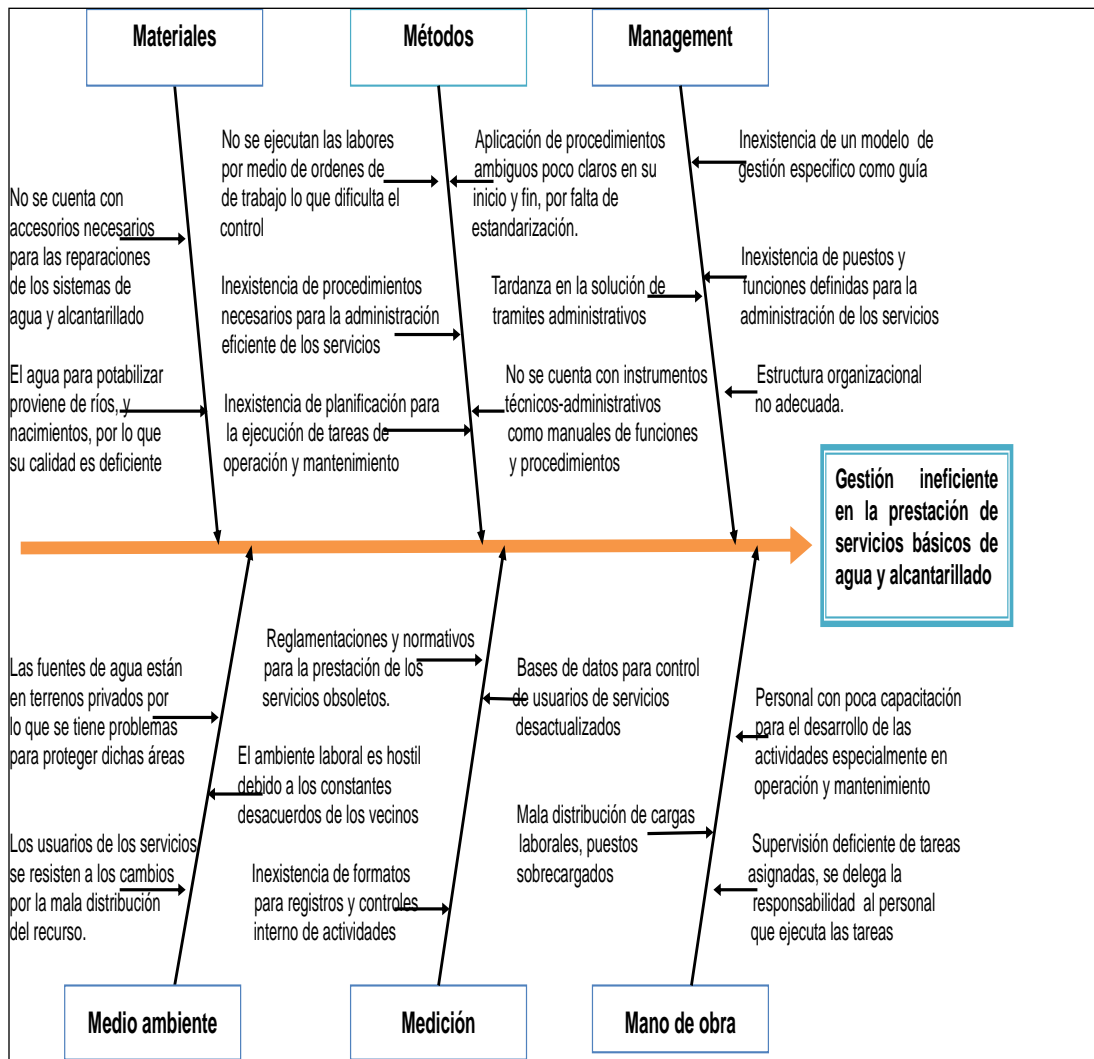 Materiales
Métodos
Management
No se ejecutan las labores
por medio de ordenes de
de trabajo lo que dificulta el
control
Aplicación de procedimientos
ambiguos poco claros en su
inicio y fin, por falta de
estandarización.
Inexistencia de un modelo de
gestión especifico como guía
No se cuenta con
accesorios necesarios
para las reparaciones
de los sistemas de
agua y alcantarillado
Inexistencia de procedimientos
necesarios para la administración
eficiente de los servicios
Tardanza en la solución de
tramites administrativos
Inexistencia de puestos y
funciones definidas para la
administración de los servicios
El agua para potabilizar
proviene de ríos, y
nacimientos, por lo que
su calidad es deficiente
Inexistencia de planificación para
la ejecución de tareas de
operación y mantenimiento
No se cuenta con instrumentos
técnicos-administrativos
como manuales de funciones
y procedimientos
Estructura organizacional
no adecuada.
Gestión ineficiente
en la prestación de
servicios básicos de
agua y alcantarillado
Las fuentes de agua están
en terrenos privados por
lo que se tiene problemas
para proteger dichas áreas
Reglamentaciones y normativos
para la prestación de los
servicios obsoletos.
Bases de datos para control
de usuarios de servicios
desactualizados
Personal con poca capacitación
para el desarrollo de las
actividades especialmente en
operación y mantenimiento
El ambiente laboral es hostil
debido a los constantes
desacuerdos de los vecinos
Los usuarios de los servicios
se resisten a los cambios
por la mala distribución
del recurso.
Inexistencia de formatos
para registros y controles
interno de actividades
Mala distribución de cargas
laborales, puestos
sobrecargados
Supervisión deficiente de tareas
asignadas, se delega la
responsabilidad al personal
que ejecuta las tareas
Medio ambiente
Medición
Mano de obra